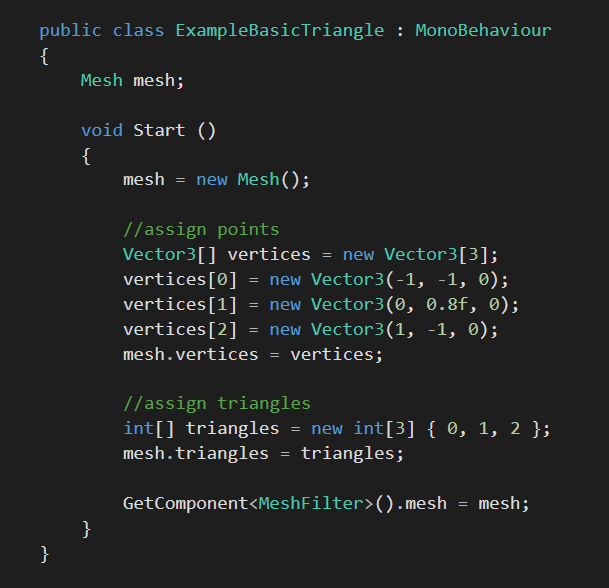 public class ExampleBasicTriangle : MonoBehaviour
{
    Mesh mesh;

    void Start ()
    {
        mesh = new Mesh();

        //assign points
        Vector3[] vertices = new Vector3[3];
        vertices[0] = new Vector3(-1, -1, 0);
        vertices[1] = new Vector3(0, 0.8f, 0);
        vertices[2] = new Vector3(1, -1, 0);
        mesh.vertices = vertices;

        //assign triangles
        int[] triangles = new int[3] { 0, 1, 2 };
        mesh.triangles = triangles;

        GetComponent<MeshFilter>().mesh = mesh;
    }
}